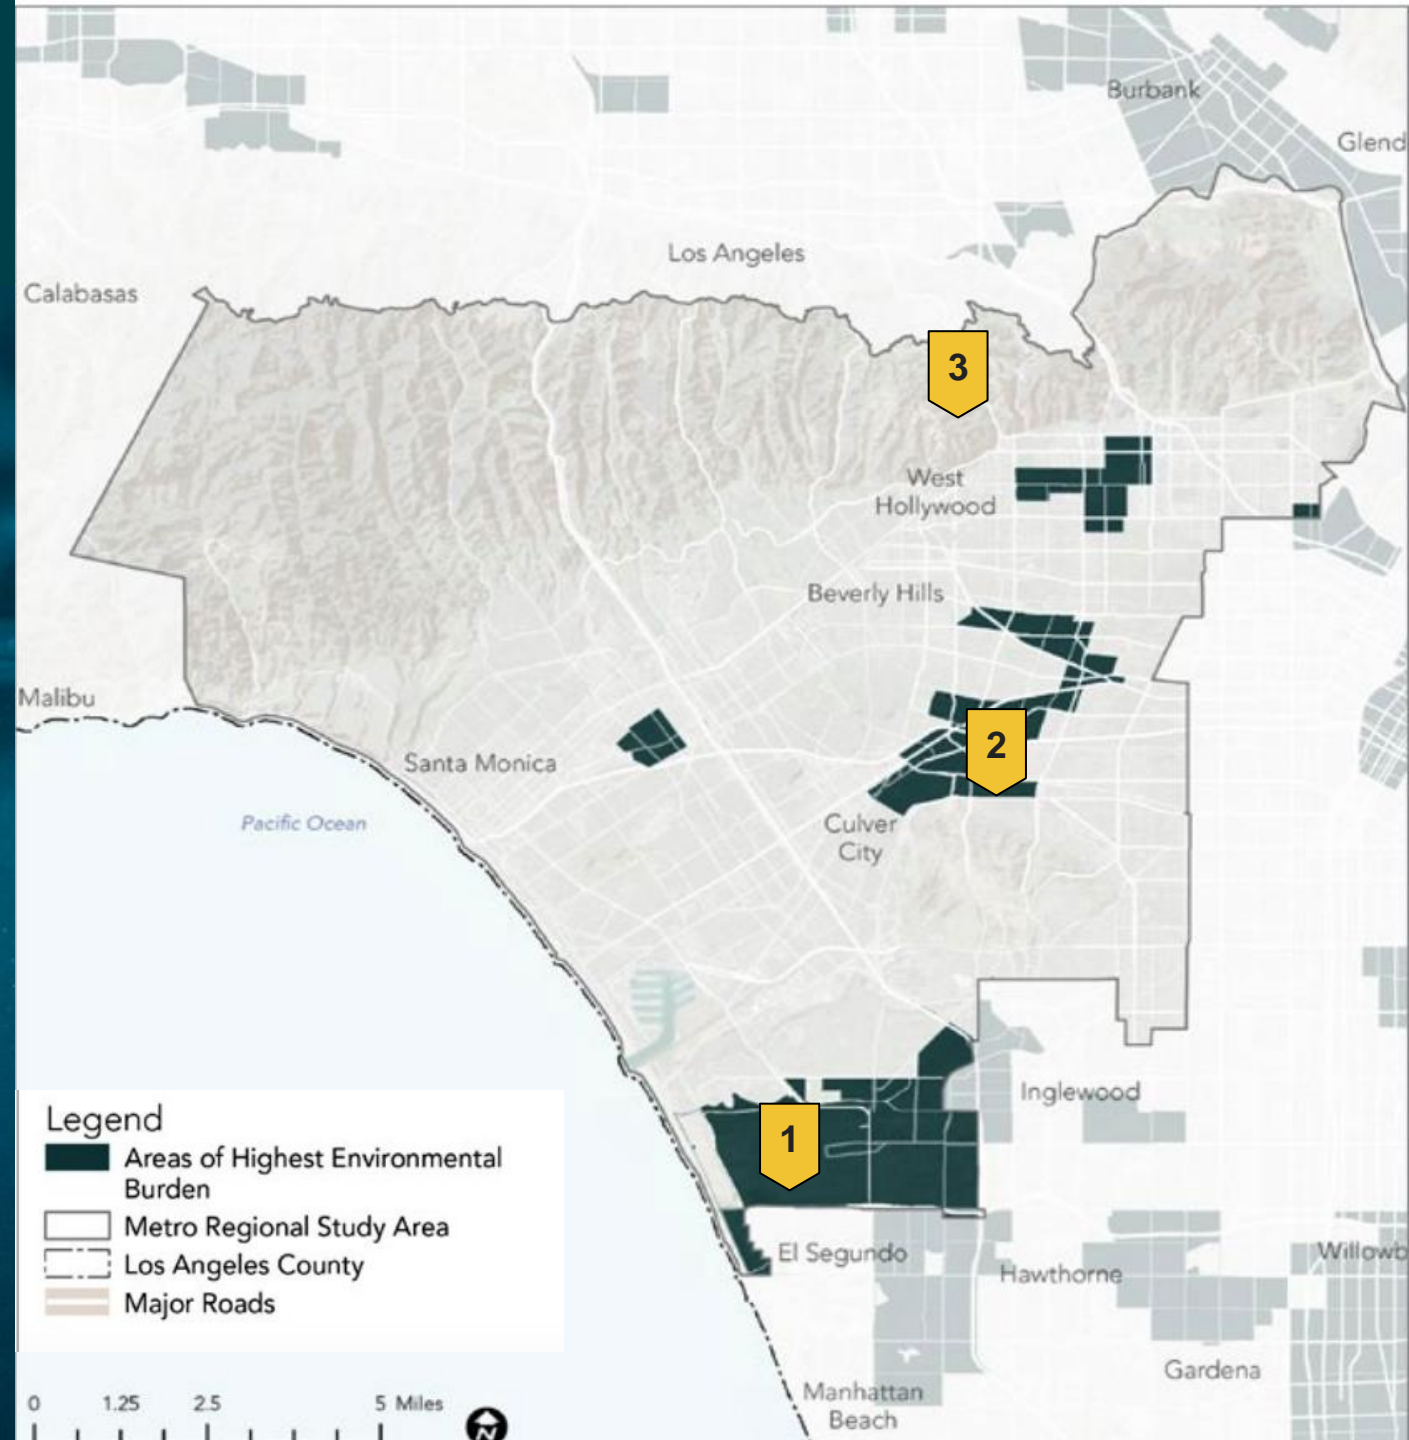 Burbank
Glend
Los Angeles
Calabasas
3
West
Hollywood
Beverly Hills
Malibu
2
Santa Monica
Pacific Ocean
Culver
City
Inglewood
1
Legend
Areas of Highest Environmental
Burden
Metro Regional Study Area
Los Angeles County
Major Roads
El Segundo
Hawthorne
Willowb
Gardena
Manhattan
Beach
0 1.25 2.5 5 Miles
N